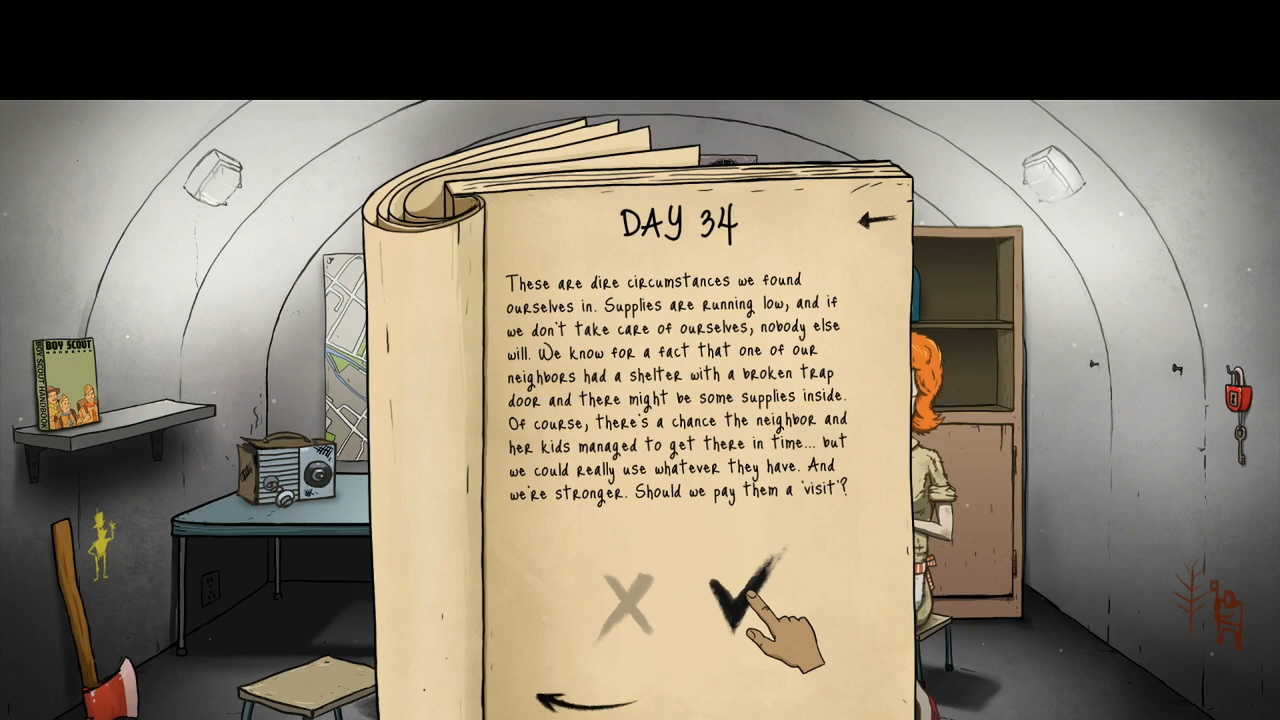 DAY 34
These are dire circumstances we found
ourselves in. Supplies are running low, and if
we don't take care of ourselves, nobody else
will. We know for a fact that one of our
neighbors had a shelter with a broken trap
door and there might be some supplies inside.
Of course, there's a chance the neighbor and
her kids managed to get there in time... but
we could really use whatever they have. And
we're stronger. Should we pay them a 'visit'?
BOY SCOUT
HANDBOOK
BOY SCOUT HANDBOOK